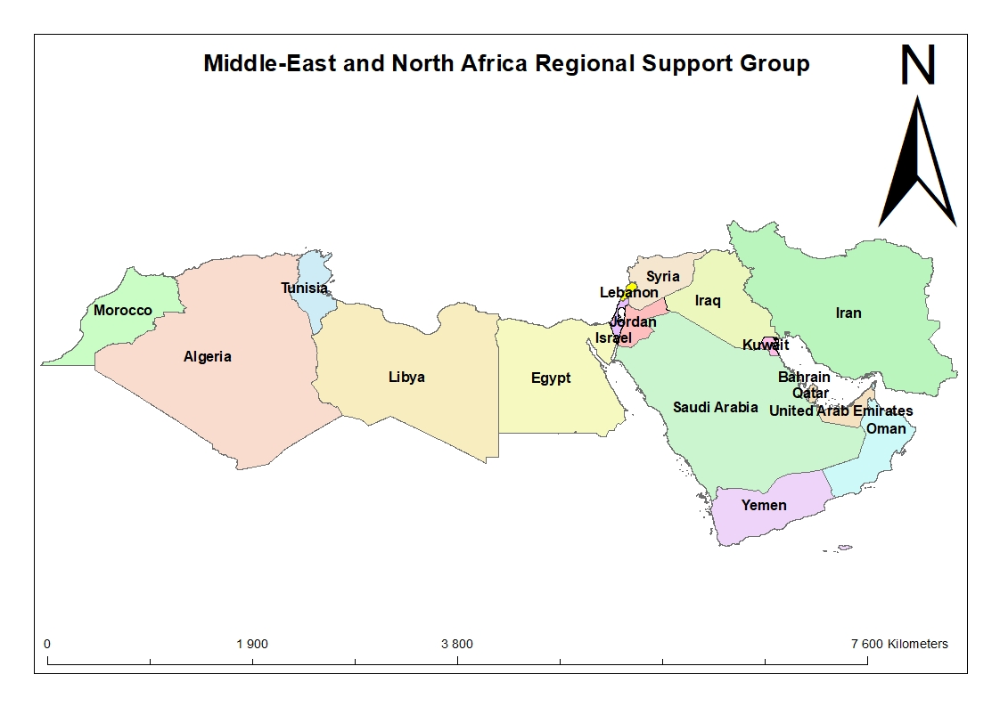 Middle-East and North Africa Regional Support Group
N
Syria
Tunisia
Lebanon
Iraq
Morocco
Iran
Jordan
Israel
Kuwait
Algeria
Libya
Egypt
Bahrain
Qatar
Saudi Arabia
United Arab Emirates
Oman
Yemen
0 1 900 3 800 7 600 Kilometers